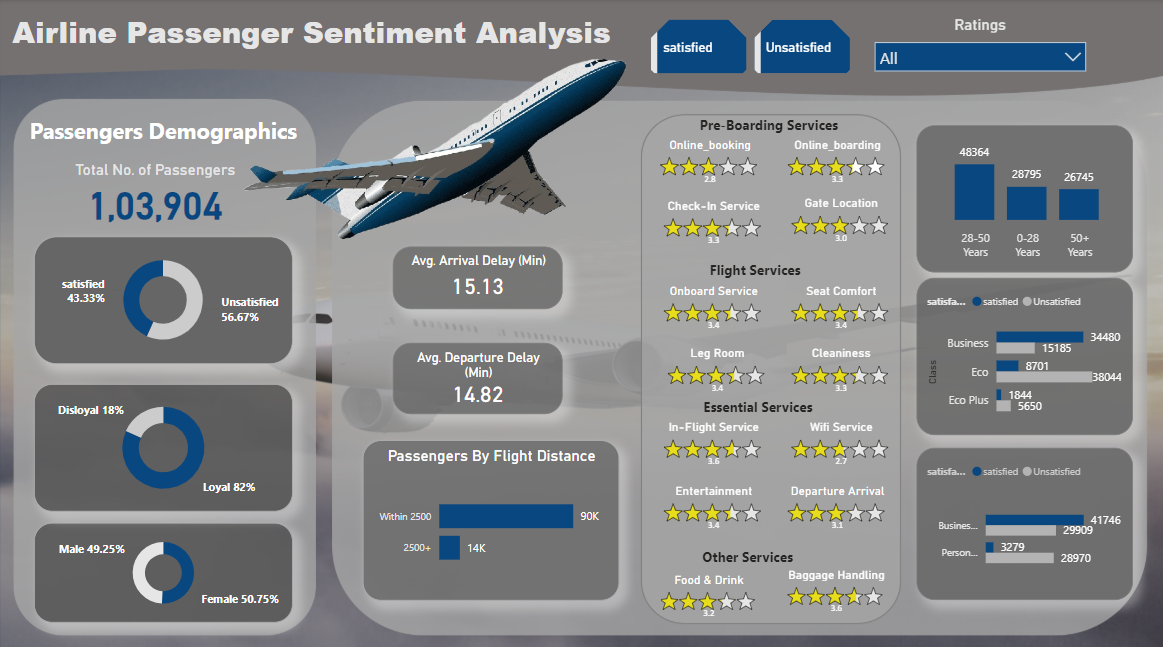 Airline Passenger Sentiment Analysis
satisfied
Unsatisfied
Ratings
All
Passengers Demographics
Total No. of Passengers
1,03,904
satisfied
43.33%
Unsatisfied
56.67%
Disloyal 18%
Loyal 82%
Male 49.25%
Female 50.75%
Avg. Arrival Delay (Min)
15.13
Avg. Departure Delay
(Min)
14.82
Passengers By Flight Distance
Within 2500
90K
2500+
14K
Pre-Boarding Services
Online_booking
2.8
Online_boarding
3.3
Check-In Service
3.3
Gate Location
3.0
Flight Services
Onboard Service
3.4
Seat Comfort
3.4
Leg Room
3.4
Cleaniness
3.3
Essential Services
In-Flight Service
3.6
Wifi Service
2.7
Entertainment
3.4
Departure Arrival
3.1
Other Services
Food & Drink
3.2
Baggage Handling
3.6
48364
28795
26745
28-50
Years
0-28
Years
50+
Years
satisfa... satisfied Unsatisfied
Class
Business
34480
15185
Eco
8701
38044
Eco Plus
1844
5650
satisfa... satisfied Unsatisfied
Busines...
41746
29909
Person...
3279
28970